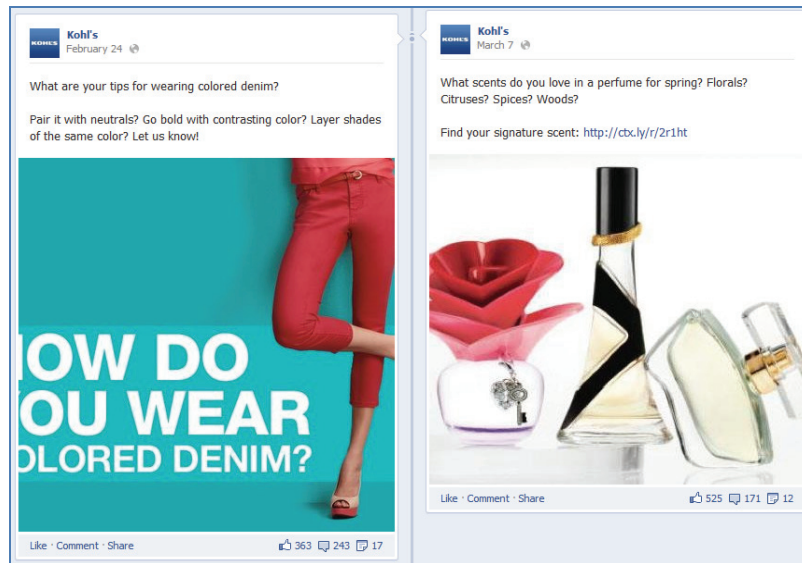 KOHL'S
Kohl's
February 24
What are your tips for wearing colored denim?
Pair it with neutrals? Go bold with contrasting color? Layer shades
of the same color? Let us know!
OW DO
OU WEAR
OLORED DENIM?
Like · Comment · Share 363 243 17
KOHL'S
Kohl's
March 7
What scents do you love in a perfume for spring? Florals?
Citruses? Spices? Woods?
Find your signature scent: http://ctx.ly/r/2r1ht
Like · Comment · Share 525 171 12